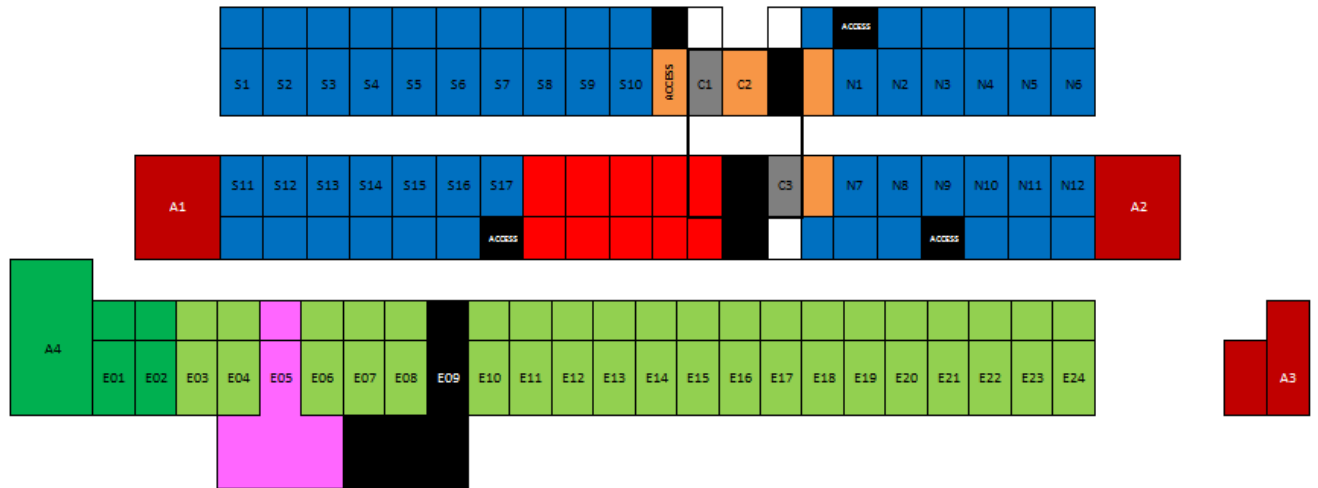 ACCESS
S1 S2 S3 S4 S5 S6 S7 S8 S9 S10 ACCESS C1 C2 N1 N2 N3 N4 N5 N6
A1 S11 S12 S13 S14 S15 S16 S17 C3 N7 N8 N9 N10 N11 N12 A2
ACCESS ACCESS
A4 E01 E02 E03 E04 E05 E06 E07 E08 E09 E10 E11 E12 E13 E14 E15 E16 E17 E18 E19 E20 E21 E22 E23 E24 A3